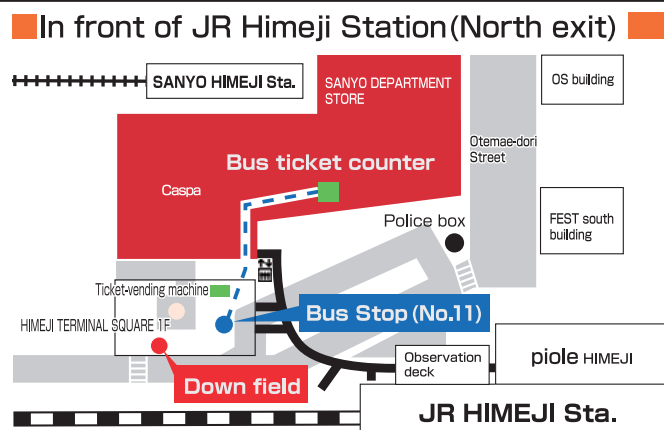 In front of JR Himeji Station(North exit)
SANYO HIMEJI Sta.
SANYO DEPARTMENT
STORE
OS building
Otemae-dori
Street
Bus ticket counter
Caspa
Police box
FEST south
building
Ticket-vending machine
HIMEJI TERMINAL SQUARE 1F
Bus Stop (No.11)
Observation
deck
piole HIMEJI
Down field
JR HIMEJI Sta.